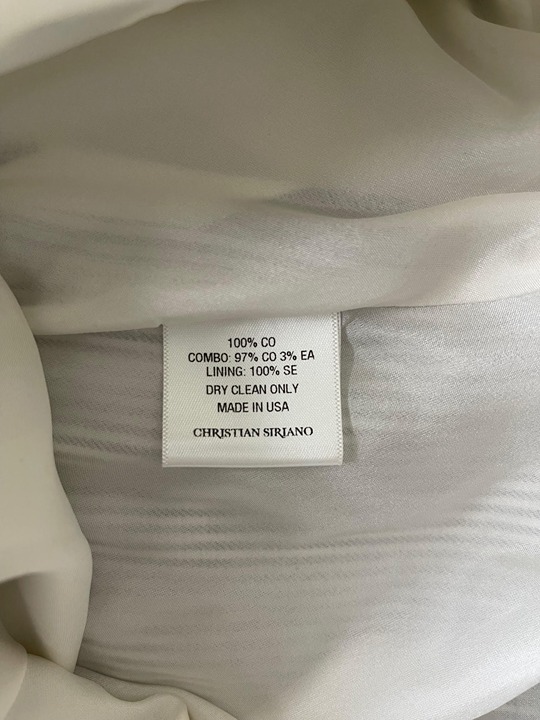 100% CO
COMBO: 97% CO 3% EA
LINING: 100% SE
DRY CLEAN ONLY
MADE IN USA
CHRISTIAN SIRIANO